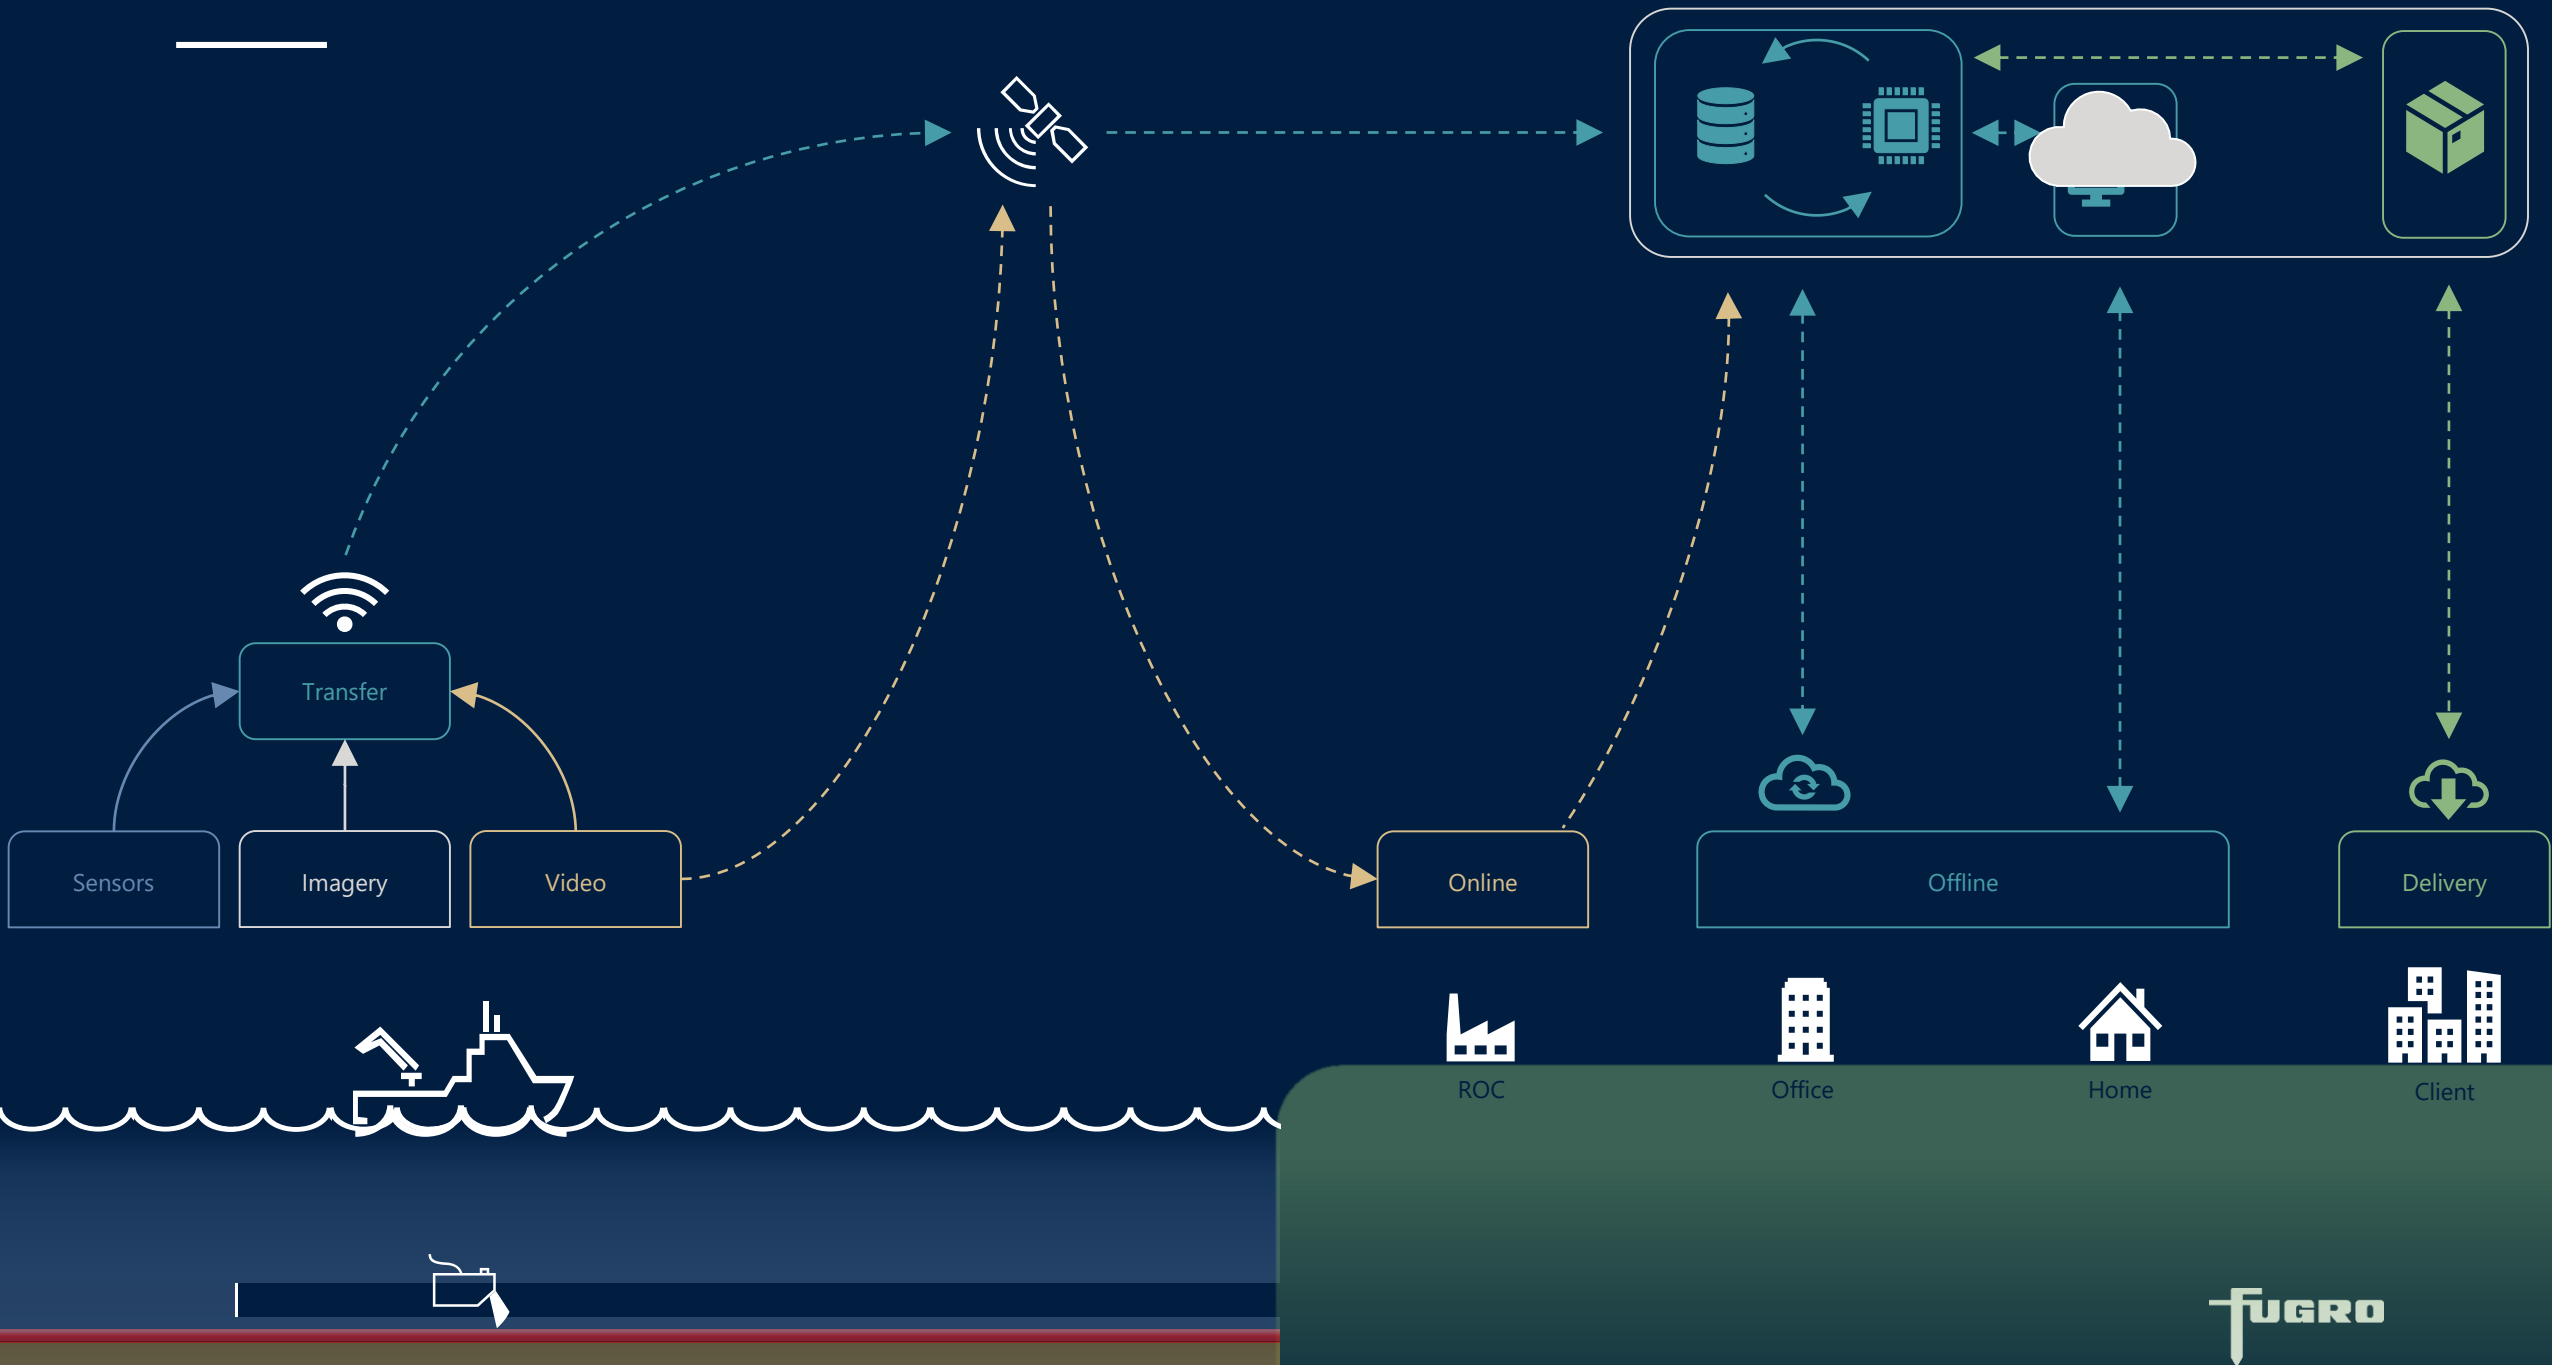 Transfer
Sensors
Imagery
Video
Online
Offline
Delivery
ROC
Office
Home
Client
FUGRO